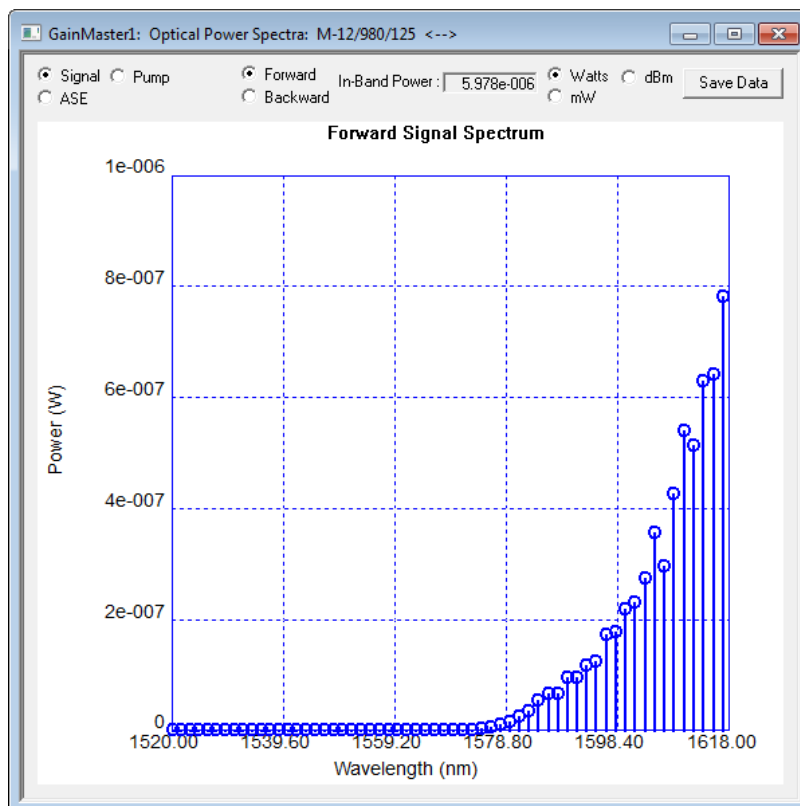 GainMaster1: Optical Power Spectra: M-12/980/125 <-->
Signal Pump Forward In-Band Power : 5.978e-006 Watts dBm Save Data
ASE Backward mW
Forward Signal Spectrum
1e-006
8e-007
6e-007
4e-007
2e-007
0
Power (W)
1520.00 1539.60 1559.20 1578.80 1598.40 1618.00
Wavelength (nm)